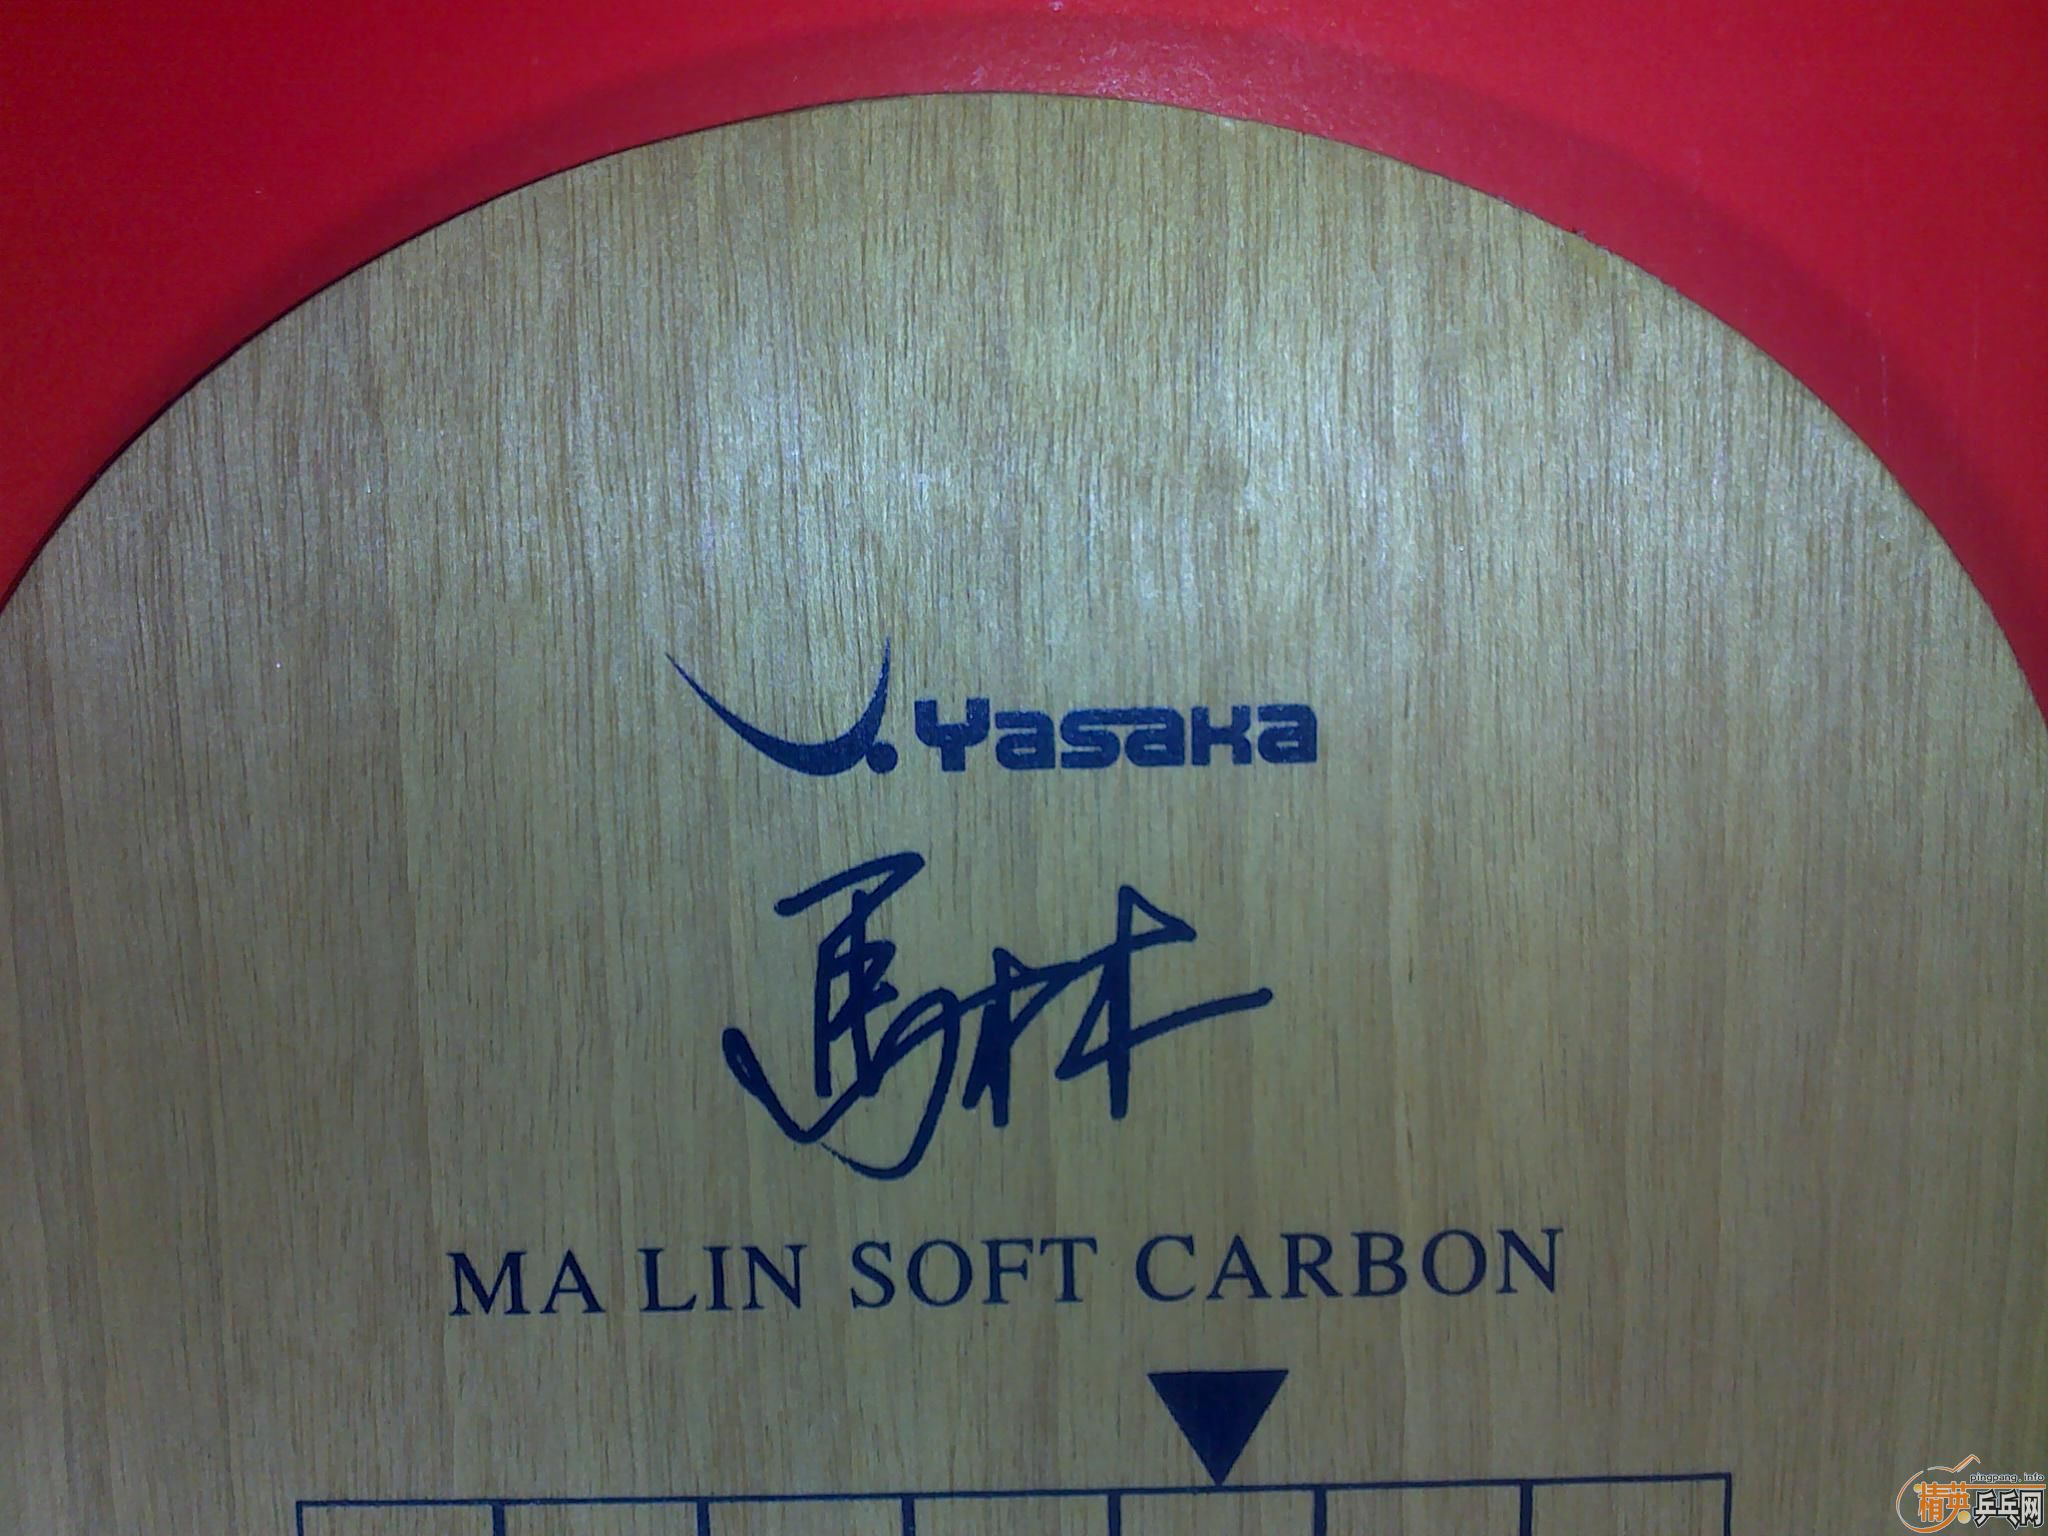 Yasaka
馬林
MA LIN SOFT CARBON
pingpang.info
精英乒乓网